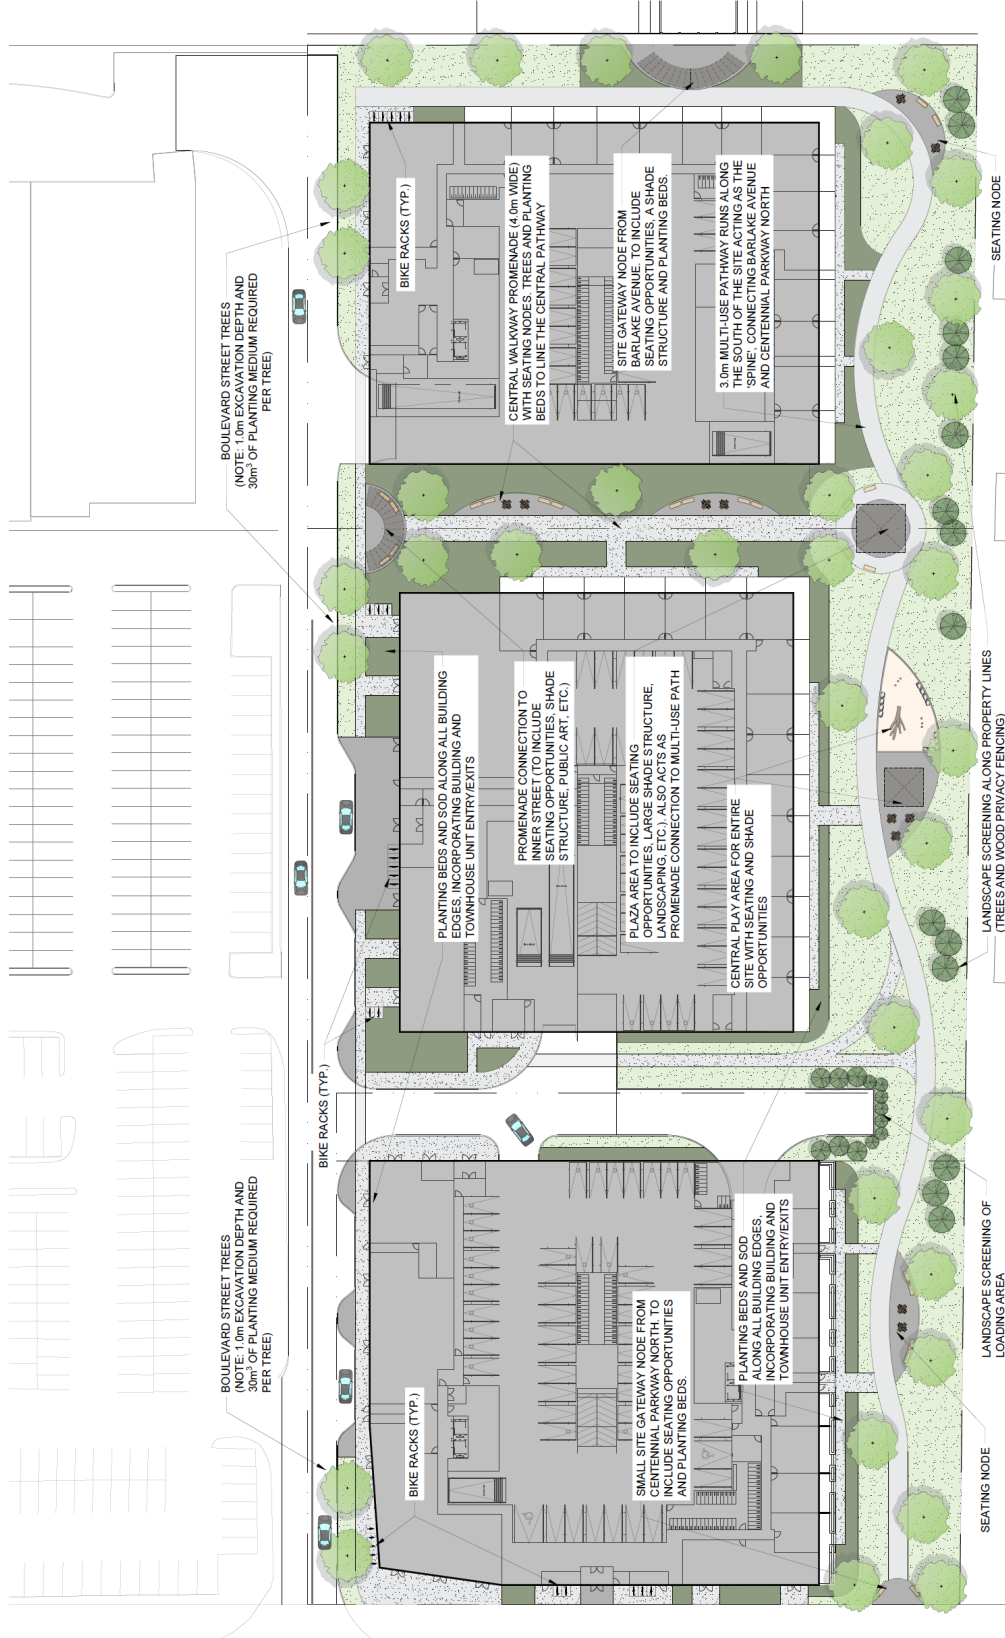 BOULEVARD STREET TREES
(NOTE: 1.0m EXCAVATION DEPTH AND
30m³ OF PLANTING MEDIUM REQUIRED
PER TREE)
BIKE RACKS (TYP.)
BOULEVARD STREET TREES
(NOTE: 1.0m EXCAVATION DEPTH AND
30m³ OF PLANTING MEDIUM REQUIRED
PER TREE)
BIKE RACKS (TYP.)
SMALL SITE GATEWAY NODE FROM
CENTENNIAL PARKWAY NORTH. TO
INCLUDE SEATING OPPORTUNITIES
AND PLANTING BEDS.
PLANTING BEDS AND SOD
ALONG ALL BUILDING EDGES,
INCORPORATING BUILDING AND
TOWNHOUSE UNIT ENTRY/EXITS
PLANTING BEDS AND SOD ALONG ALL BUILDING
EDGES, INCORPORATING BUILDING AND
TOWNHOUSE UNIT ENTRY/EXITS
PROMENADE CONNECTION TO
INNER STREET (TO INCLUDE
SEATING OPPORTUNITIES, SHADE
STRUCTURE, PUBLIC ART, ETC.)
PLAZA AREA TO INCLUDE SEATING
OPPORTUNITIES, LARGE SHADE STRUCTURE,
LANDSCAPING, ETC.). ALSO ACTS AS
PROMENADE CONNECTION TO MULTI-USE PATH
CENTRAL PLAY AREA FOR ENTIRE
SITE WITH SEATING AND SHADE
OPPORTUNITIES
BIKE RACKS (TYP.)
CENTRAL WALKWAY PROMENADE (4.0m WIDE)
WITH SEATING NODES. TREES AND PLANTING
BEDS TO LINE THE CENTRAL PATHWAY
SITE GATEWAY NODE FROM
BARLAKE AVENUE. TO INCLUDE
SEATING OPPORTUNITIES, A SHADE
STRUCTURE AND PLANTING BEDS.
3.0m MULTI-USE PATHWAY RUNS ALONG
THE SOUTH OF THE SITE ACTING AS THE
'SPINE', CONNECTING BARLAKE AVENUE
AND CENTENNIAL PARKWAY NORTH
SEATING NODE
LANDSCAPE SCREENING OF
LOADING AREA
LANDSCAPE SCREENING ALONG PROPERTY LINES
(TREES AND WOOD PRIVACY FENCING)
SEATING NODE